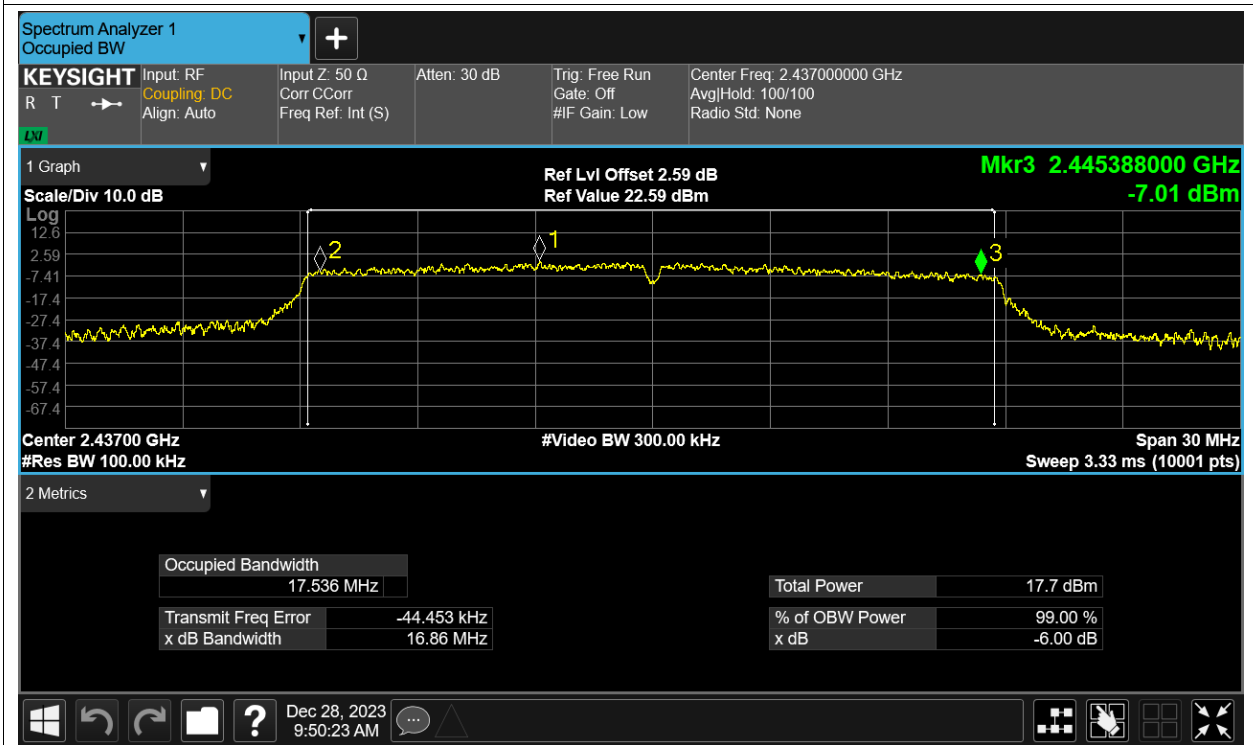 Spectrum Analyzer 1
Occupied BW
KEYSIGHT
R T
LXI
Input: RF
Coupling: DC
Align: Auto
Input Z: 50 Ω
Corr CCorr
Freq Ref: Int (S)
Atten: 30 dB
Trig: Free Run
Gate: Off
#IF Gain: Low
Center Freq: 2.437000000 GHz
Avg|Hold: 100/100
Radio Std: None
1 Graph
Scale/Div 10.0 dB
Ref Lvl Offset 2.59 dB
Ref Value 22.59 dBm
Mkr3 2.445388000 GHz
-7.01 dBm
Log
12.6
2.59
-7.41
-17.4
-27.4
-37.4
-47.4
-57.4
-67.4
2
1
3
Center 2.43700 GHz
#Res BW 100.00 kHz
#Video BW 300.00 kHz
Span 30 MHz
Sweep 3.33 ms (10001 pts)
2 Metrics
Occupied Bandwidth
17.536 MHz
Transmit Freq Error -44.453 kHz
x dB Bandwidth 16.86 MHz
Total Power 17.7 dBm
% of OBW Power 99.00 %
x dB -6.00 dB
?
Dec 28, 2023
9:50:23 AM